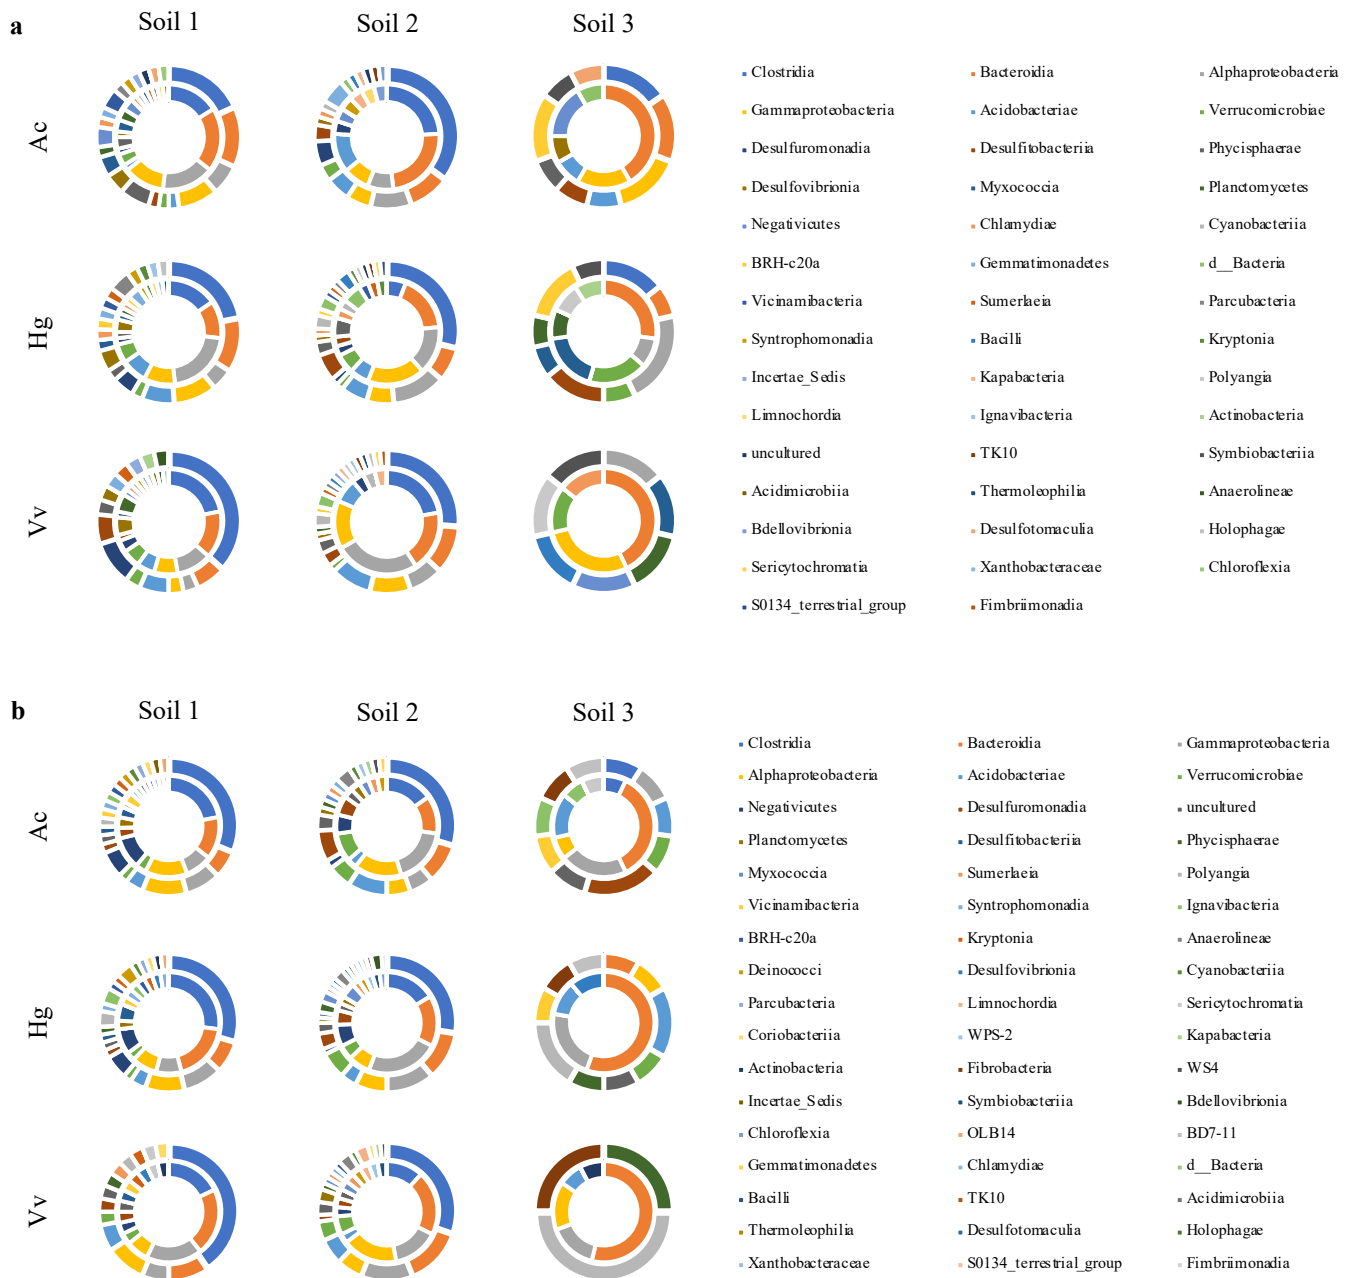 a
Soil 1 Soil 2 Soil 3
Ac
Hg
Vv
Clostridia Bacteroidia Alphaproteobacteria
Gammaproteobacteria Acidobacteriae Verrucomicrobiae
Desulfuromonadia Desulfitobacteriia Phycisphaerae
Desulfovibrionia Myxococcia Planctomycetes
Negativicutes Chlamydiae Cyanobacteriia
BRH-c20a Gemmatimonadetes d__Bacteria
Vicinamibacteria Sumerlaeia Parcubacteria
Syntrophomonadia Bacilli Kryptonia
Incertae_Sedis Kapabacteria Polyangia
Limnochordia Ignavibacteria Actinobacteria
uncultured TK10 Symbiobacteriia
Acidimicrobiia Thermoleophilia Anaerolineae
Bdellovibrionia Desulfotomaculia Holophagae
Sericytochromatia Xanthobacteraceae Chloroflexia
S0134_terrestrial_group Fimbriimonadia
b
Soil 1 Soil 2 Soil 3
Ac
Hg
Vv
Clostridia Bacteroidia Gammaproteobacteria
Alphaproteobacteria Acidobacteriae Verrucomicrobiae
Negativicutes Desulfuromonadia uncultured
Planctomycetes Desulfitobacteriia Phycisphaerae
Myxococcia Sumerlaeia Polyangia
Vicinamibacteria Syntrophomonadia Ignavibacteria
BRH-c20a Kryptonia Anaerolineae
Deinococci Desulfovibrionia Cyanobacteriia
Parcubacteria Limnochordia Sericytochromatia
Coriobacteriia WPS-2 Kapabacteria
Actinobacteria Fibrobacteria WS4
Incertae_Sedis Symbiobacteriia Bdellovibrionia
Chloroflexia OLB14 BD7-11
Gemmatimonadetes Chlamydiae d__Bacteria
Bacilli TK10 Acidimicrobiia
Thermoleophilia Desulfotomaculia Holophagae
Xanthobacteraceae S0134_terrestrial_group Fimbriimonadia